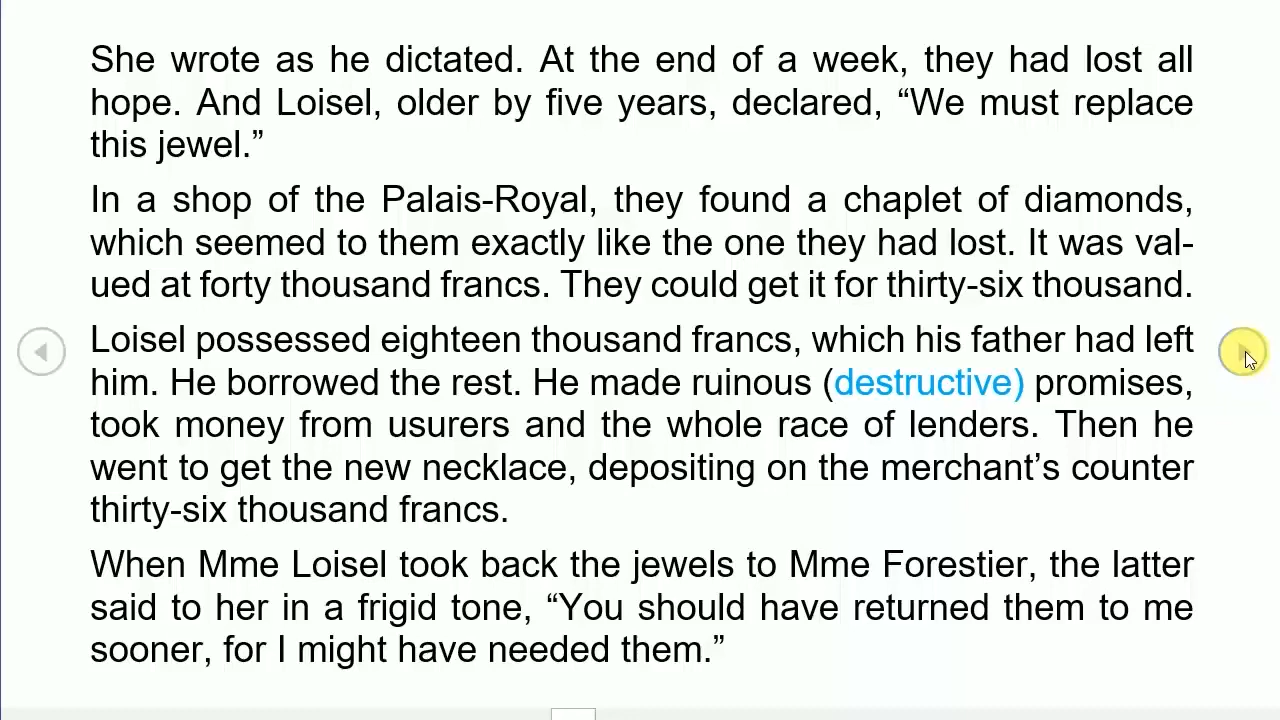 She wrote as he dictated. At the end of a week, they had lost all
hope. And Loisel, older by five years, declared, “We must replace
this jewel.”
In a shop of the Palais-Royal, they found a chaplet of diamonds,
which seemed to them exactly like the one they had lost. It was val-
ued at forty thousand francs. They could get it for thirty-six thousand.
Loisel possessed eighteen thousand francs, which his father had left
him. He borrowed the rest. He made ruinous (destructive) promises,
took money from usurers and the whole race of lenders. Then he
went to get the new necklace, depositing on the merchant’s counter
thirty-six thousand francs.
When Mme Loisel took back the jewels to Mme Forestier, the latter
said to her in a frigid tone, “You should have returned them to me
sooner, for I might have needed them.”